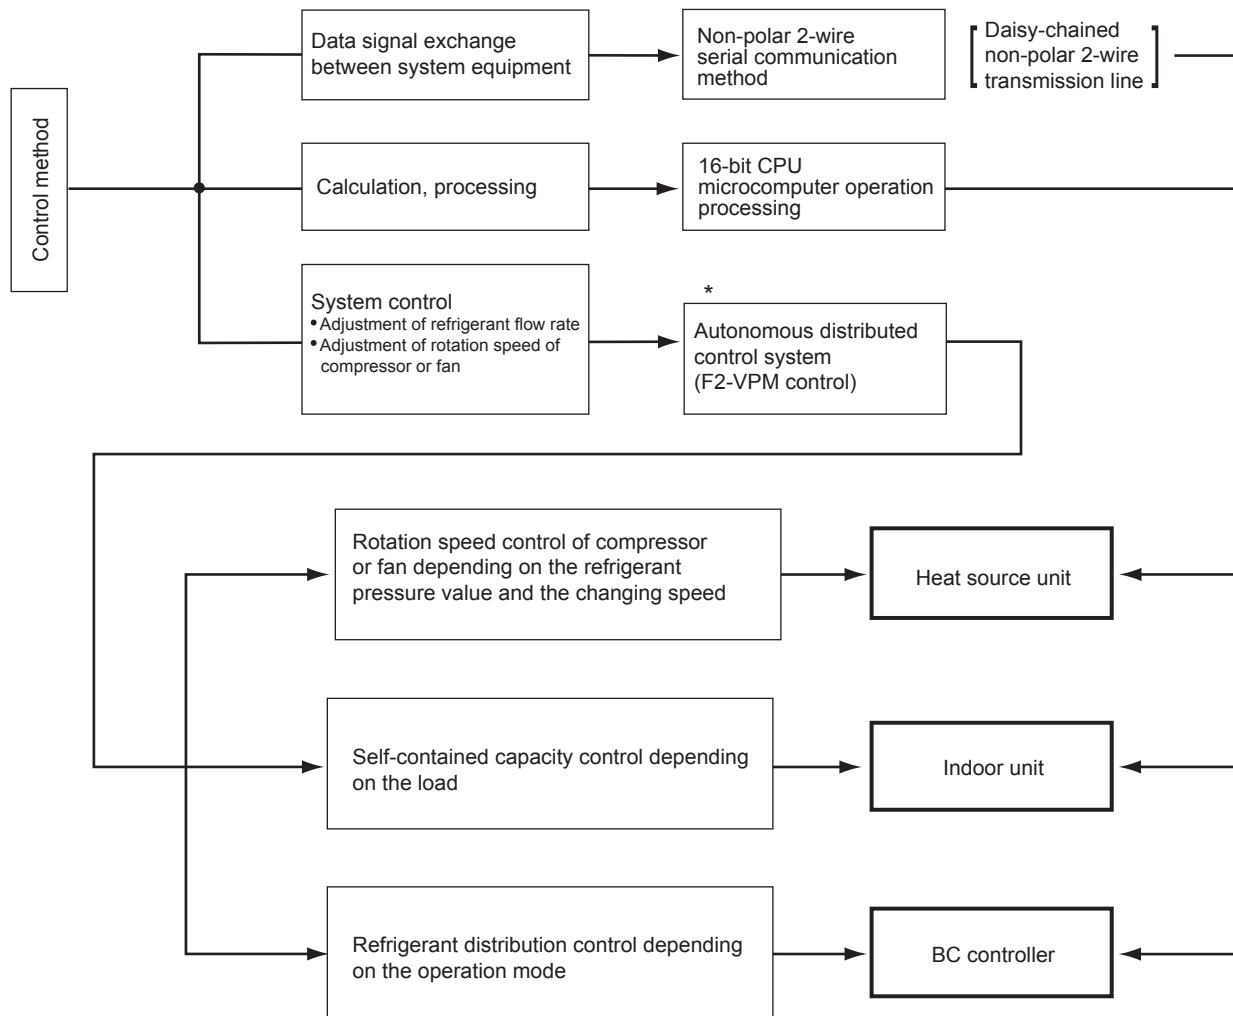 Control method
Data signal exchange
between system equipment
Non-polar 2-wire
serial communication
method
Daisy-chained
non-polar 2-wire
transmission line
Calculation, processing
16-bit CPU
microcomputer operation
processing
System control
• Adjustment of refrigerant flow rate
• Adjustment of rotation speed of
compressor or fan
*
Autonomous distributed
control system
(F2-VPM control)
Rotation speed control of compressor
or fan depending on the refrigerant
pressure value and the changing speed
Heat source unit
Self-contained capacity control depending
on the load
Indoor unit
Refrigerant distribution control depending
on the operation mode
BC controller